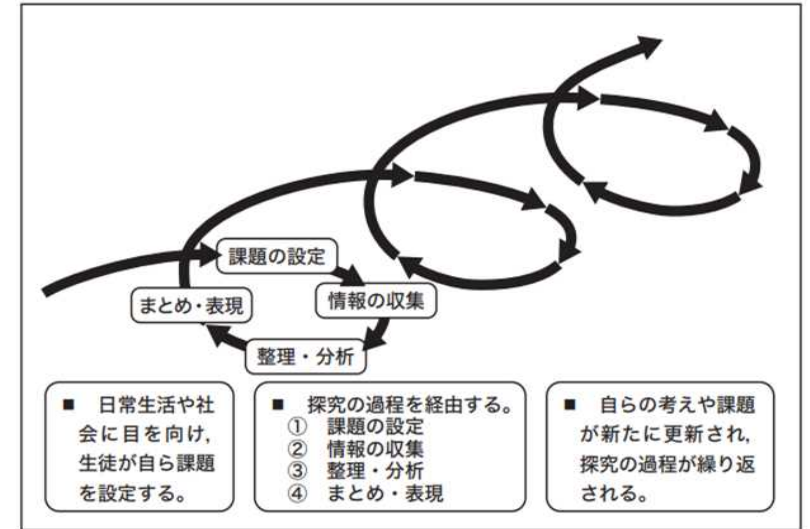 課題の設定
まとめ・表現
情報の収集
整理・分析
■ 日常生活や社
会に目を向け,
生徒が自ら課題
を設定する。
■ 探究の過程を経由する。
① 課題の設定
② 情報の収集
③ 整理・分析
④ まとめ・表現
■ 自らの考えや課題
が新たに更新され,
探究の過程が繰り返
される。